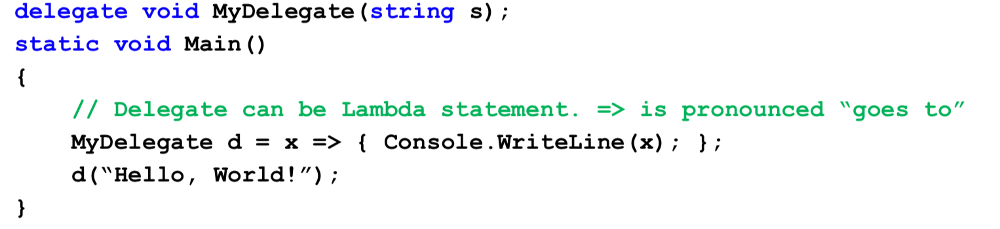 delegate void MyDelegate(string s);
static void Main()
{
// Delegate can be Lambda statement. => is pronounced “goes to”
MyDelegate d = x => { Console.WriteLine(x); };
d(“Hello, World!”);
}